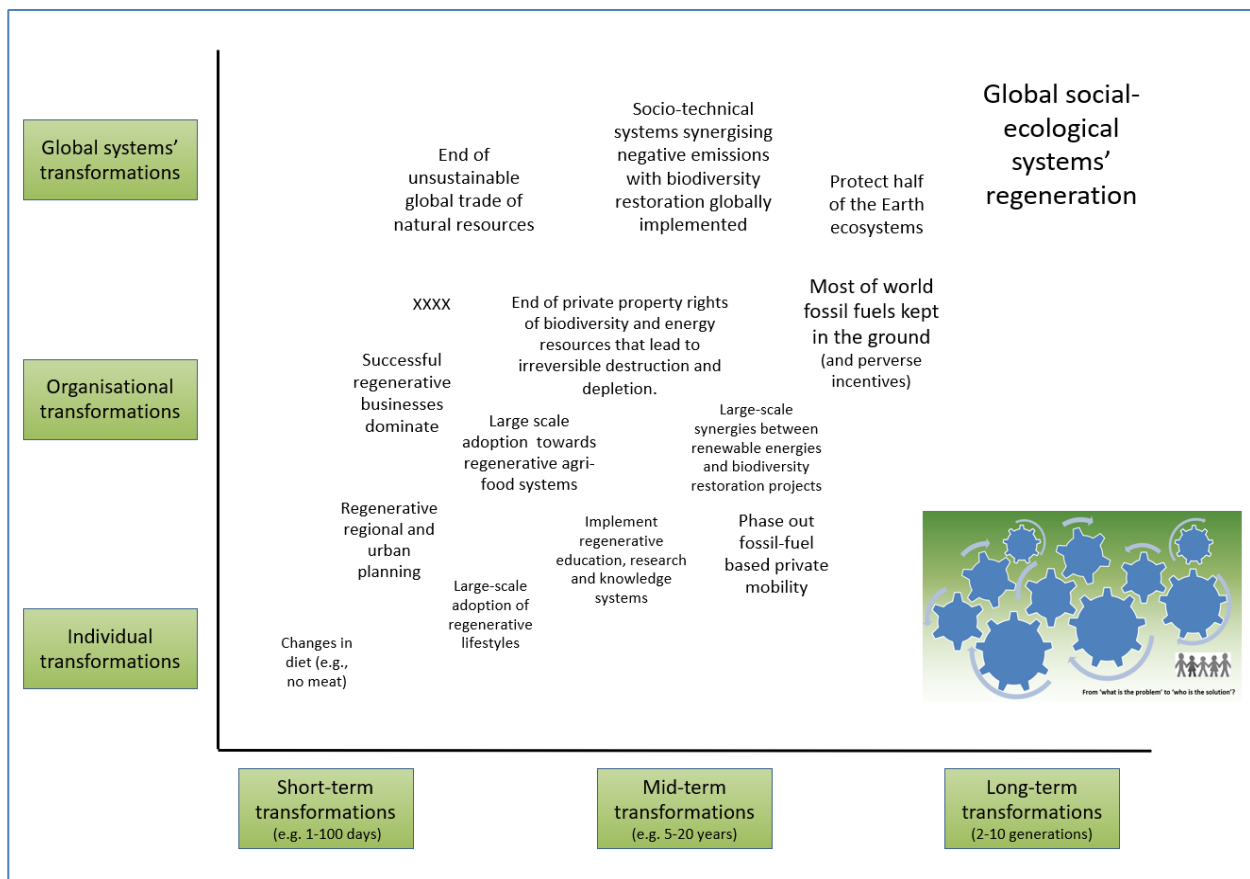 Global systems’
transformations
End of
unsustainable
global trade of
natural resources
Socio-technical
systems synergising
negative emissions
with biodiversity
restoration globally
implemented
Protect half
of the Earth
ecosystems
Global social-
ecological
systems’
regeneration
Organisational
transformations
XXXX
Successful
regenerative
businesses
dominate
End of private property rights
of biodiversity and energy
resources that lead to
irreversible destruction and
depletion.
Most of world
fossil fuels kept
in the ground
(and perverse
incentives)
Large scale
adoption towards
regenerative agri-
food systems
Large-scale
synergies between
renewable energies
and biodiversity
restoration projects
Regenerative
regional and
urban
planning
Implement
regenerative
education, research
and knowledge
systems
Phase out
fossil-fuel
based private
mobility
Individual
transformations
Large-scale
adoption of
regenerative
lifestyles
Changes in
diet (e.g.,
no meat)
From ‘what is the problem’ to ‘who is the solution’?
Short-term
transformations
(e.g. 1-100 days)
Mid-term
transformations
(e.g. 5-20 years)
Long-term
transformations
(2-10 generations)